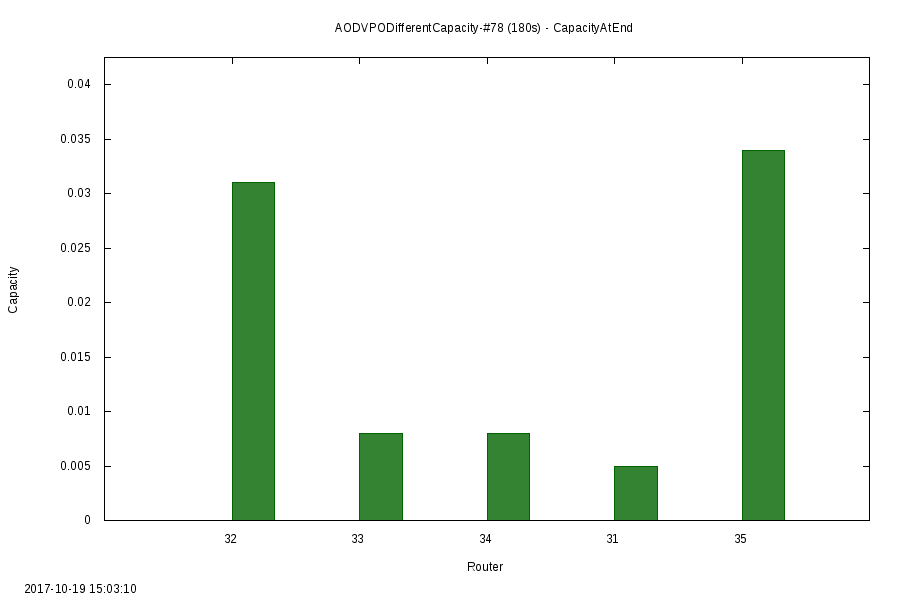 AODVPODifferentCapacity-#78 (180s) - CapacityAtEnd
0.04
0.035
0.03
0.025
0.02
0.015
0.01
0.005
0
Capacity
32 33 34 31 35
Router
2017-10-19 15:03:10